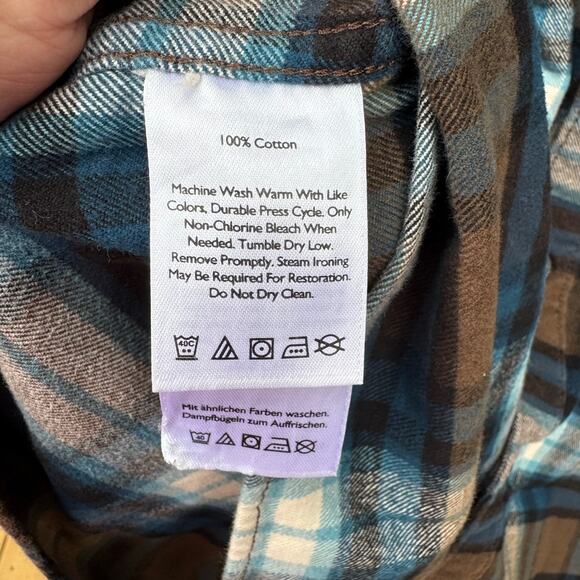 100% Cotton
Machine Wash Warm With Like
Colors, Durable Press Cycle. Only
Non-Chlorine Bleach When
Needed. Tumble Dry Low.
Remove Promptly. Steam Ironing
May Be Required For Restoration.
Do Not Dry Clean.
40C
Mit ähnlichen Farben waschen.
Dampfbügeln zum Auffrischen.
40